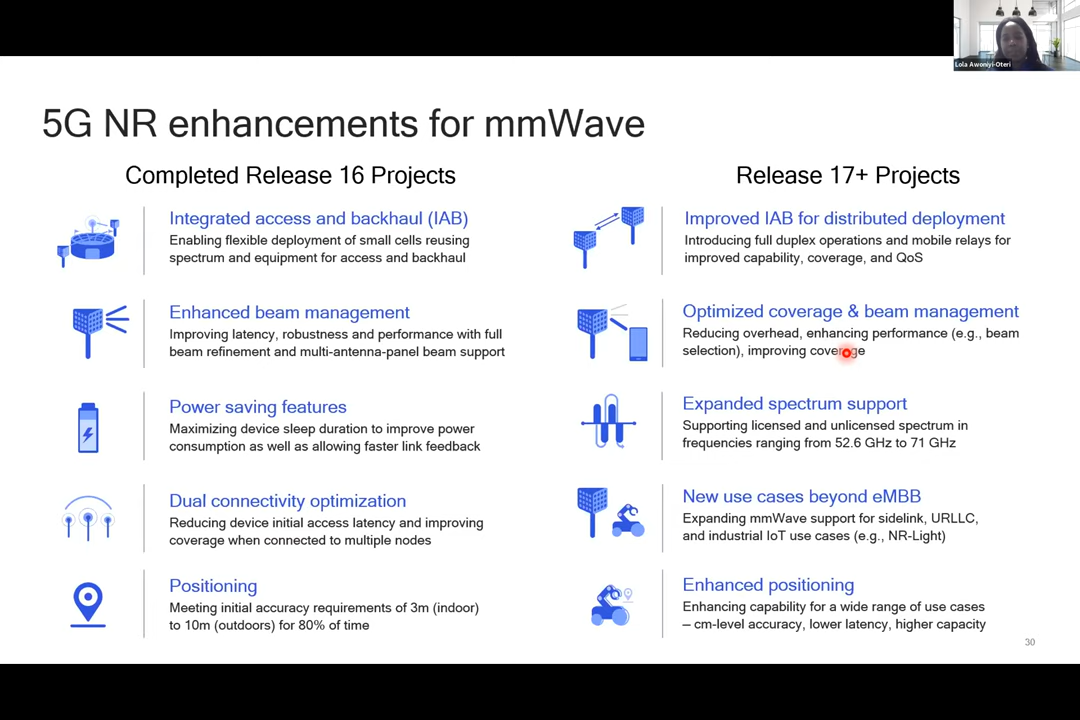 Lola Awoniyi-Oteri
5G NR enhancements for mmWave
Completed Release 16 Projects
Integrated access and backhaul (IAB)
Enabling flexible deployment of small cells reusing
spectrum and equipment for access and backhaul
Enhanced beam management
Improving latency, robustness and performance with full
beam refinement and multi-antenna-panel beam support
Power saving features
Maximizing device sleep duration to improve power
consumption as well as allowing faster link feedback
Dual connectivity optimization
Reducing device initial access latency and improving
coverage when connected to multiple nodes
Positioning
Meeting initial accuracy requirements of 3m (indoor)
to 10m (outdoors) for 80% of time
Release 17+ Projects
Improved IAB for distributed deployment
Introducing full duplex operations and mobile relays for
improved capability, coverage, and QoS
Optimized coverage & beam management
Reducing overhead, enhancing performance (e.g., beam
selection), improving coverage
Expanded spectrum support
Supporting licensed and unlicensed spectrum in
frequencies ranging from 52.6 GHz to 71 GHz
New use cases beyond eMBB
Expanding mmWave support for sidelink, URLLC,
and industrial IoT use cases (e.g., NR-Light)
Enhanced positioning
Enhancing capability for a wide range of use cases
– cm-level accuracy, lower latency, higher capacity
30